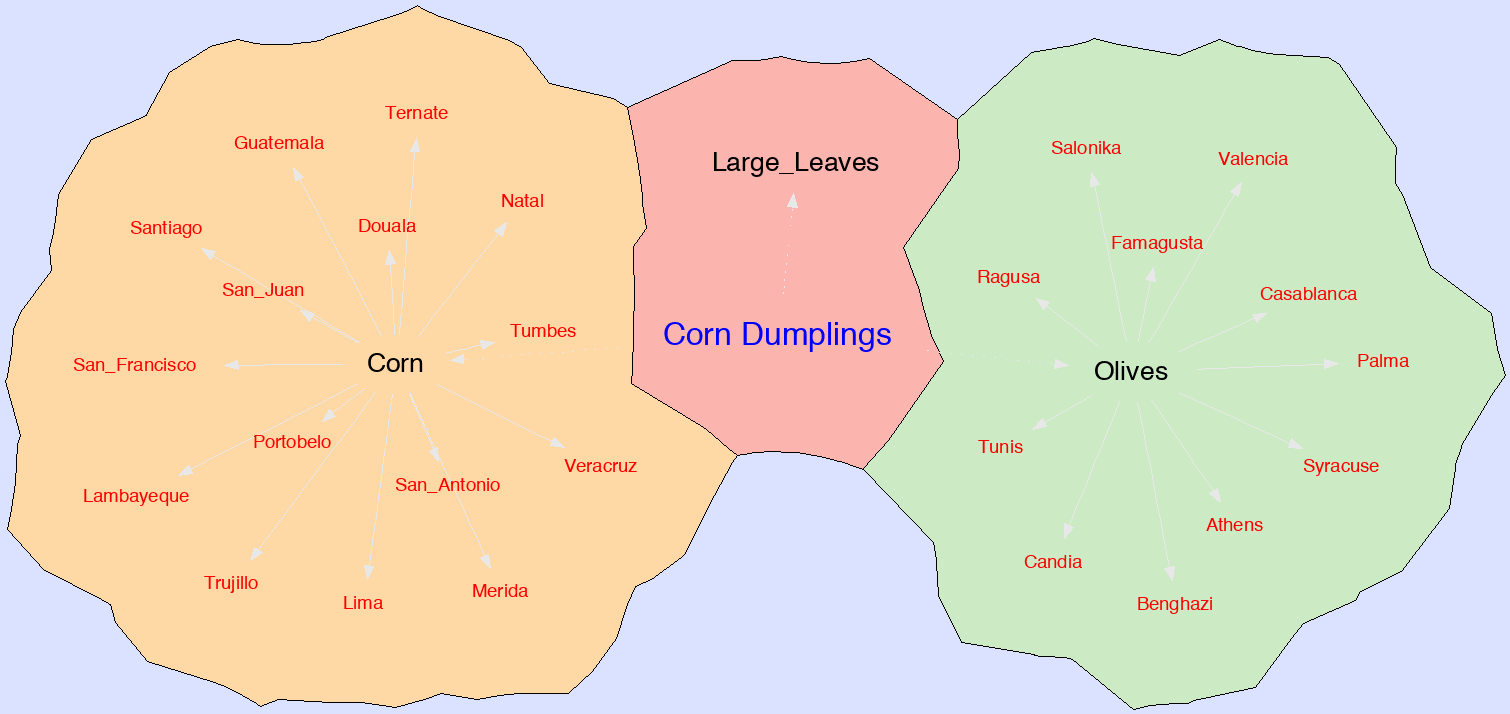 Ternate
Guatemala
Natal
Santiago
Douala
San_Juan
Tumbes
Corn
San_Francisco
Portobelo
Veracruz
San_Antonio
Lambayeque
Trujillo
Merida
Lima
Large_Leaves
Corn Dumplings
Salonika
Valencia
Famagusta
Ragusa
Casablanca
Palma
Olives
Tunis
Syracuse
Athens
Candia
Benghazi